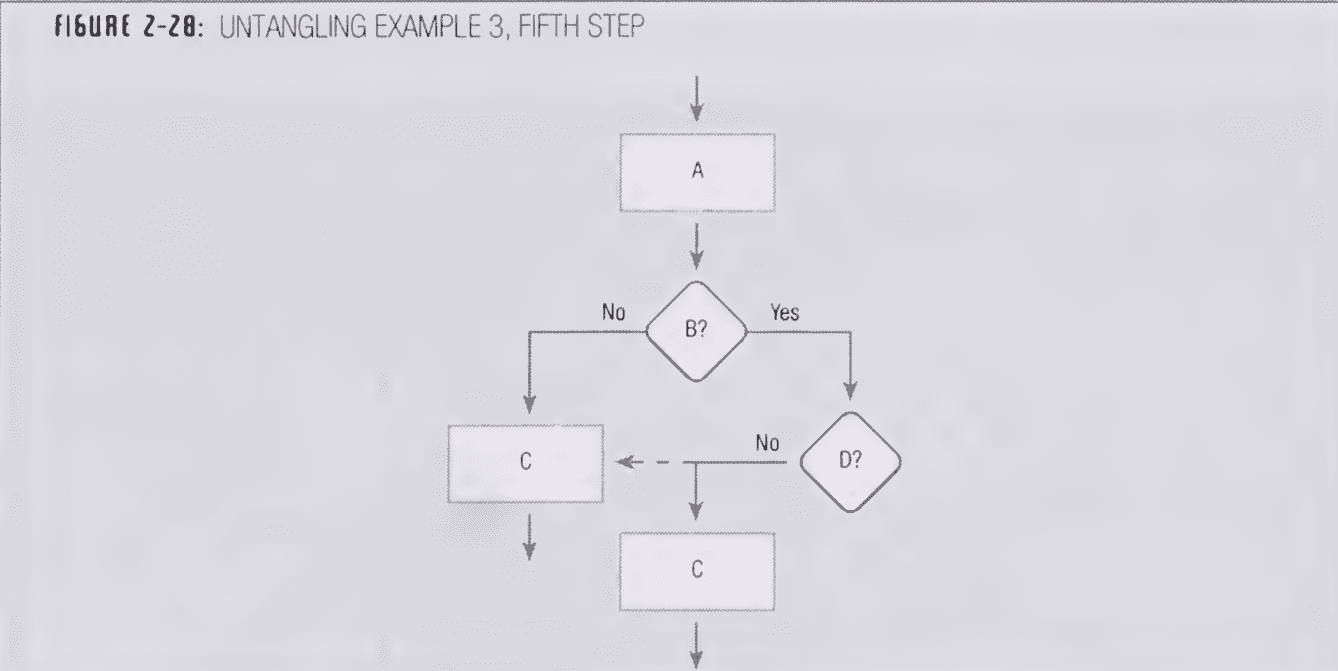 FIGURE 2-28: UNTANGLING EXAMPLE 3, FIFTH STEP
A
No
B?
Yes
C
No
D?
C